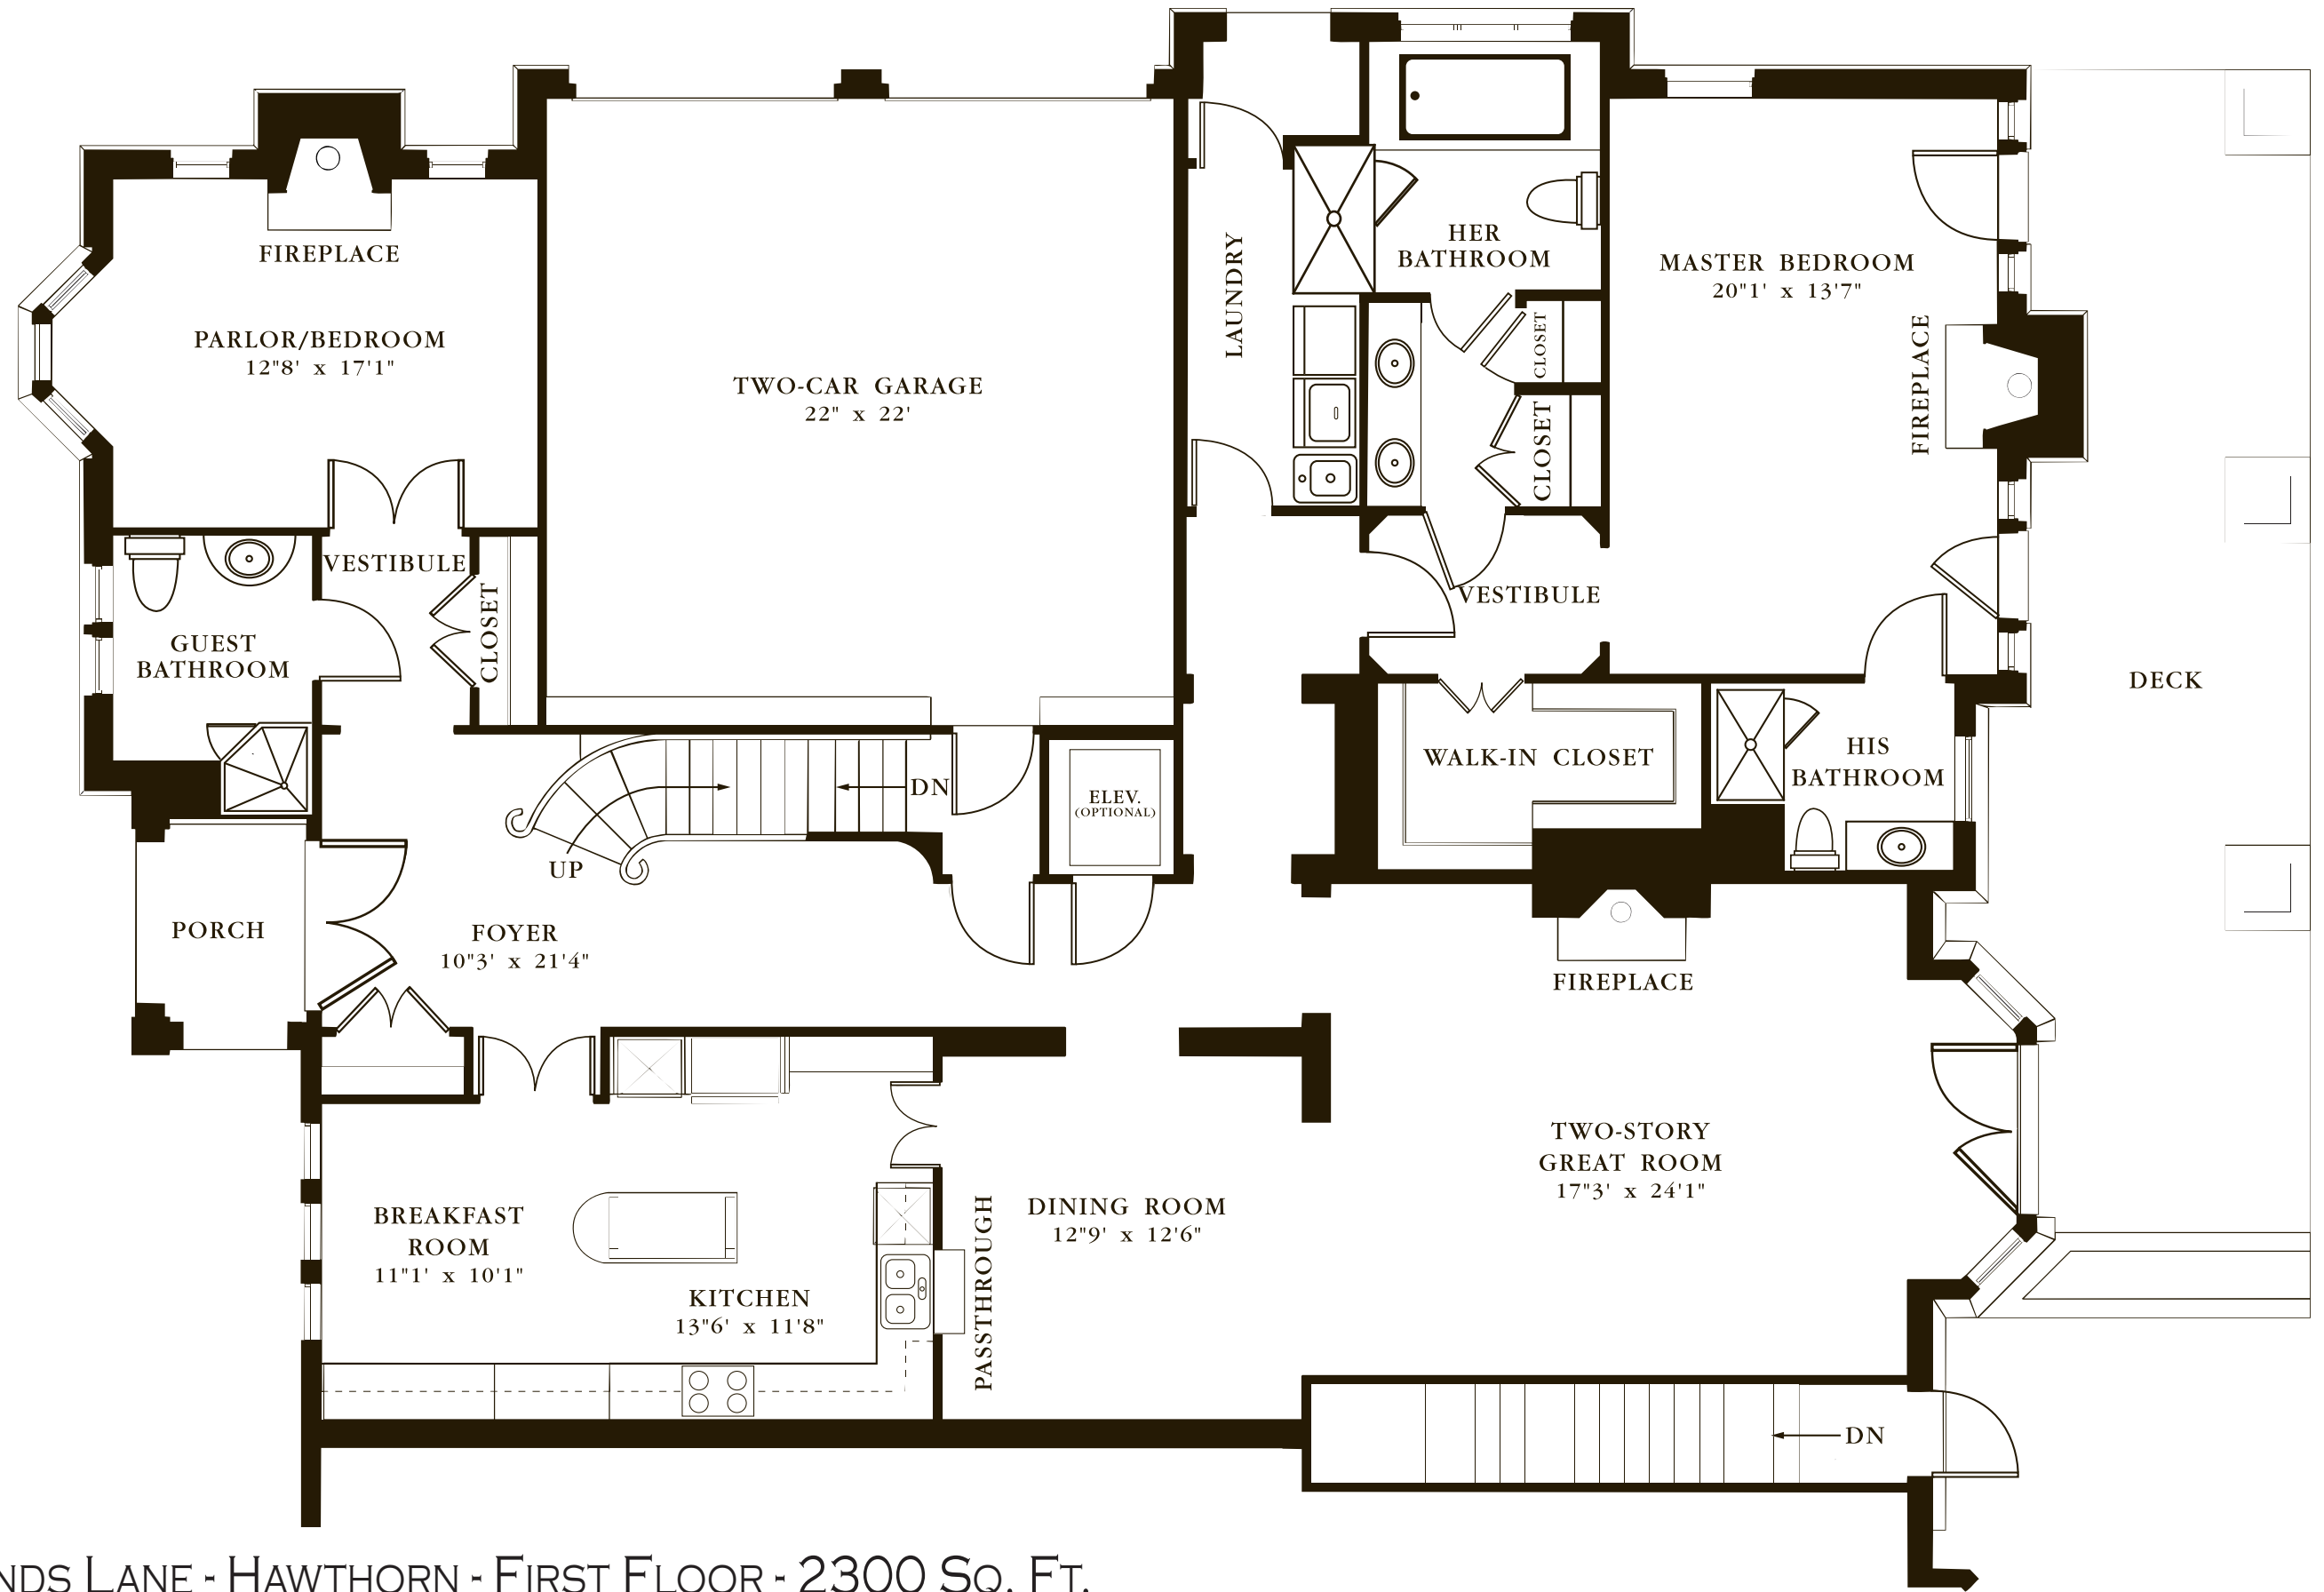 FIREPLACE
PARLOR/BEDROOM
12"8' x 17'1"
TWO-CAR GARAGE
22" x 22'
LAUNDRY
HER
BATHROOM
CLOSET
CLOSET
MASTER BEDROOM
20"1' x 13'7"
FIREPLACE
VESTIBULE
CLOSET
GUEST
BATHROOM
VESTIBULE
DECK
WALK-IN CLOSET
HIS
BATHROOM
DN
ELEV.
(OPTIONAL)
UP
PORCH
FOYER
10"3' x 21'4"
FIREPLACE
TWO-STORY
GREAT ROOM
17"3' x 24'1"
BREAKFAST
ROOM
11"1' x 10'1"
KITCHEN
13"6' x 11'8"
PASSTHROUGH
DINING ROOM
12"9' x 12'6"
DN
NDS LANE · HAWTHORN · FIRST FLOOR · 2300 SQ. FT.